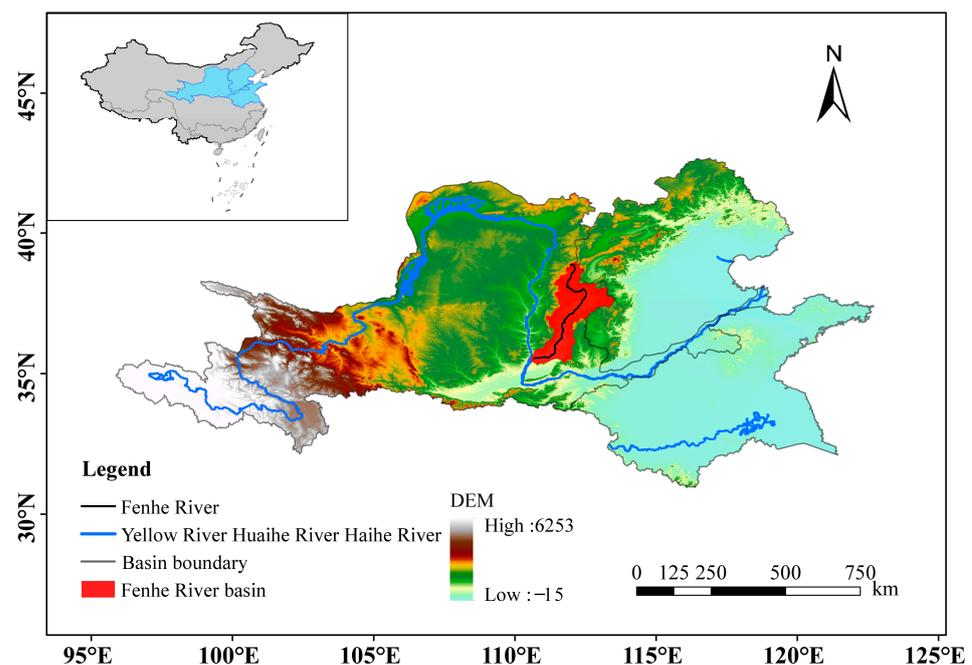 N
45°N
40°N
35°N
30°N
Legend
Fenhe River
Yellow River Huaihe River Haihe River
Basin boundary
Fenhe River basin
DEM
High :6253
Low :−15
0 125 250 500 750
km
95°E 100°E 105°E 110°E 115°E 120°E 125°E